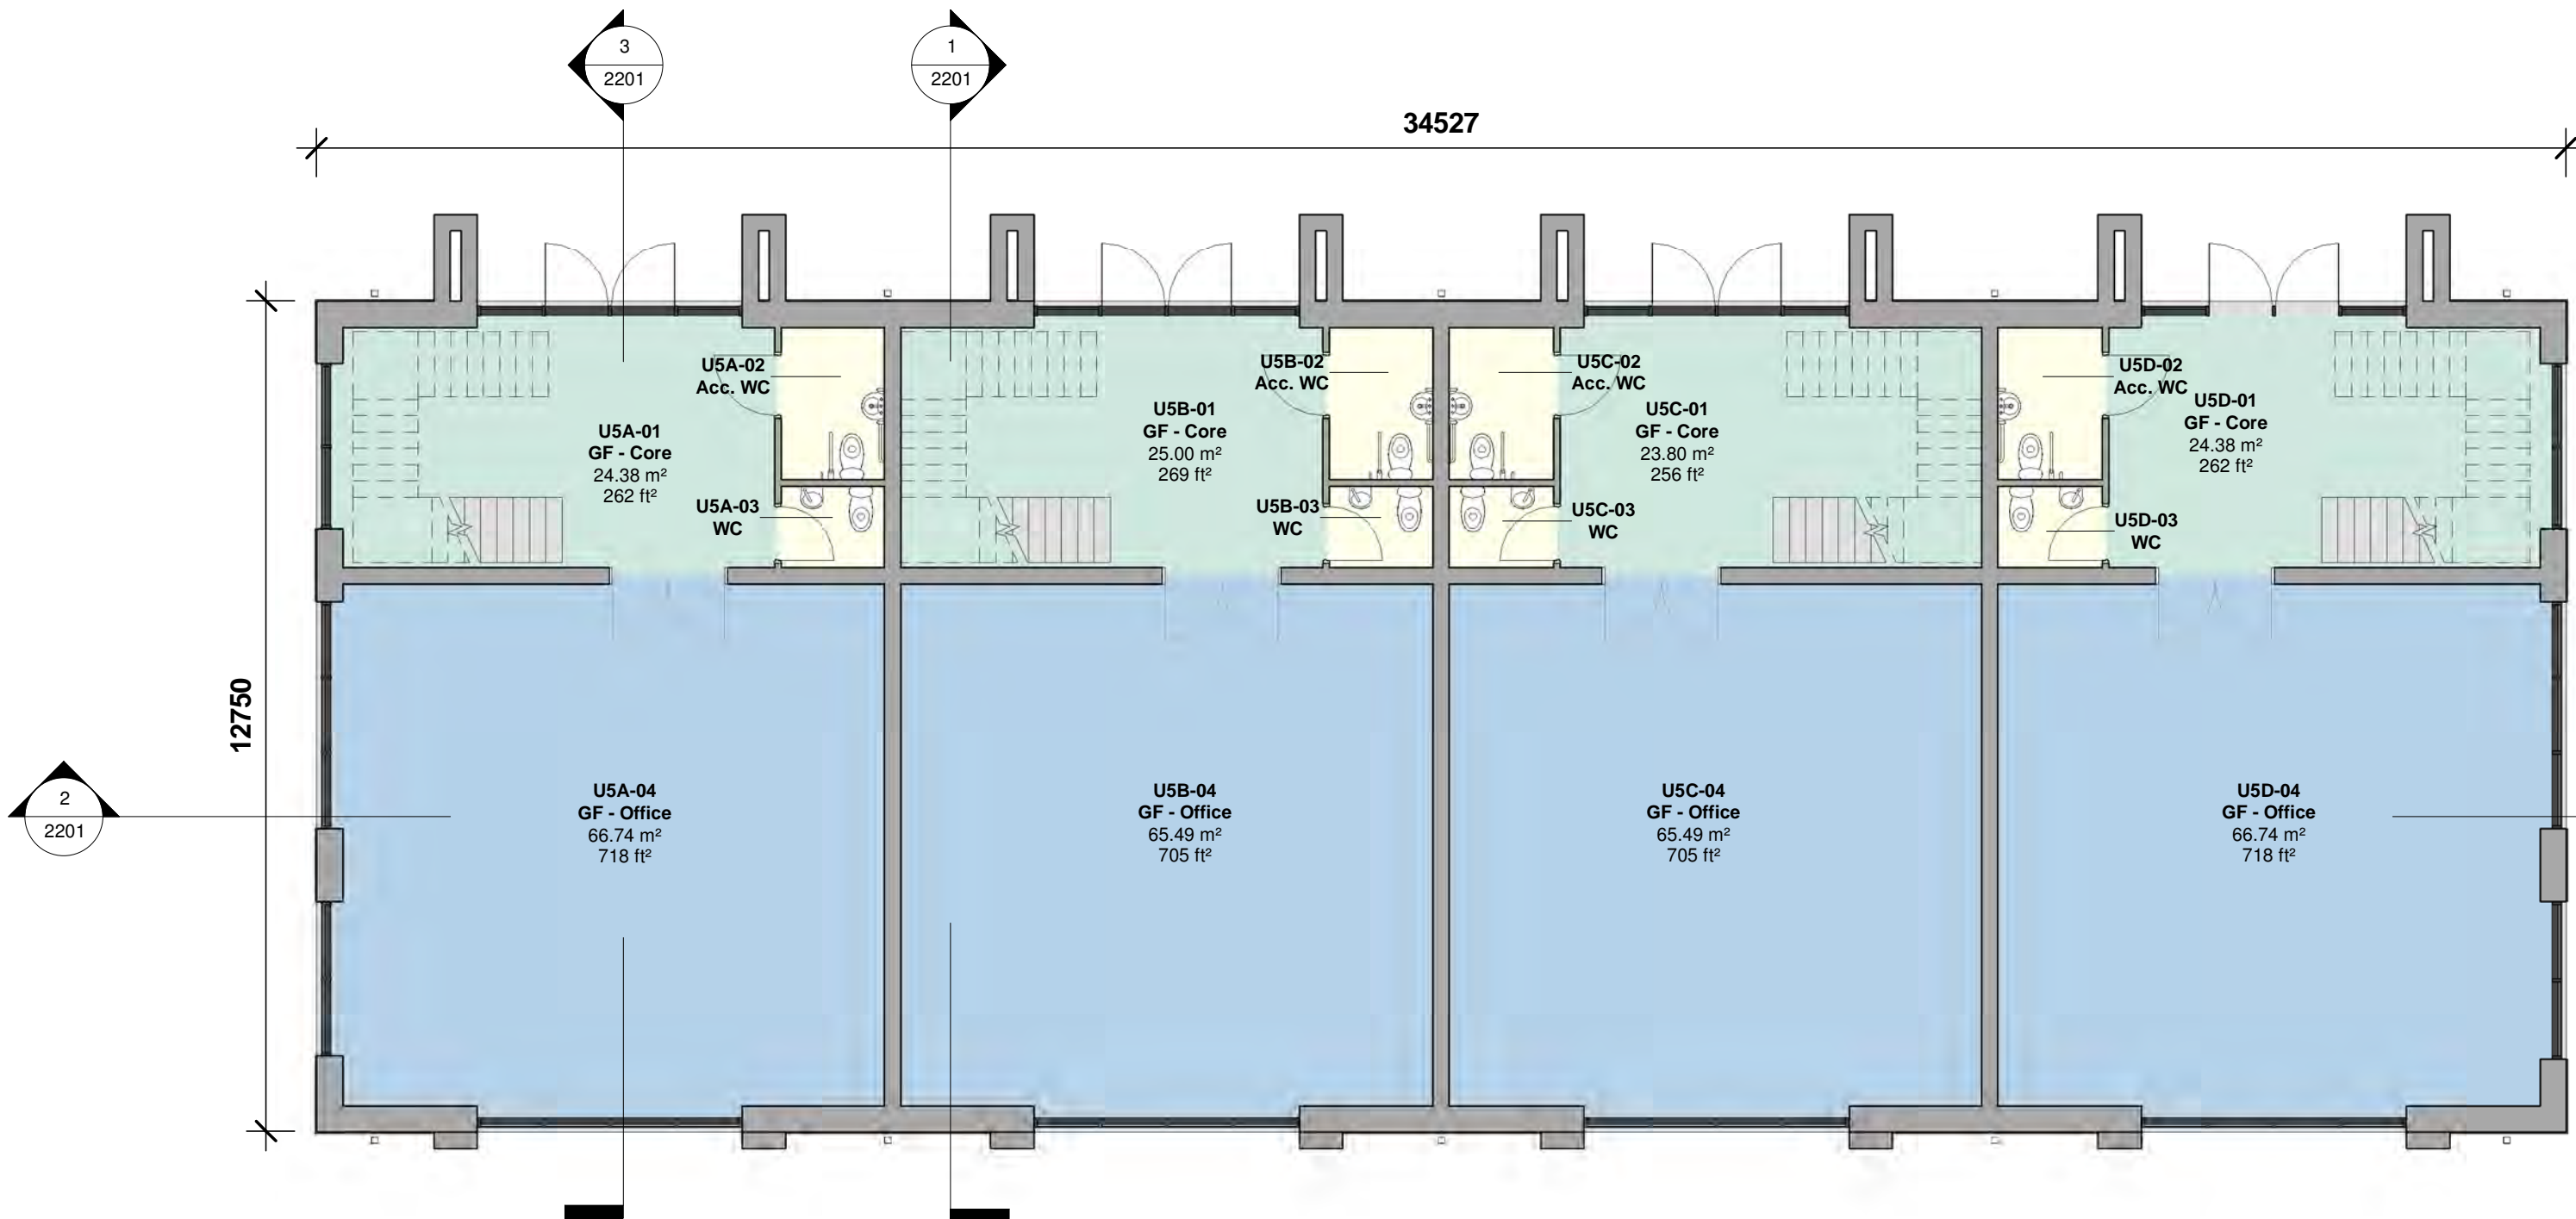 3
2201
1
2201
34527
U5A-02
Acc. WC
U5B-02
Acc. WC
U5C-02
Acc. WC
U5D-02
Acc. WC
U5A-01
GF - Core
24.38 m²
262 ft²
U5B-01
GF - Core
25.00 m²
269 ft²
U5C-01
GF - Core
23.80 m²
256 ft²
U5D-01
GF - Core
24.38 m²
262 ft²
U5A-03
WC
U5B-03
WC
U5C-03
WC
U5D-03
WC
12750
2
2201
U5A-04
GF - Office
66.74 m²
718 ft²
U5B-04
GF - Office
65.49 m²
705 ft²
U5C-04
GF - Office
65.49 m²
705 ft²
U5D-04
GF - Office
66.74 m²
718 ft²